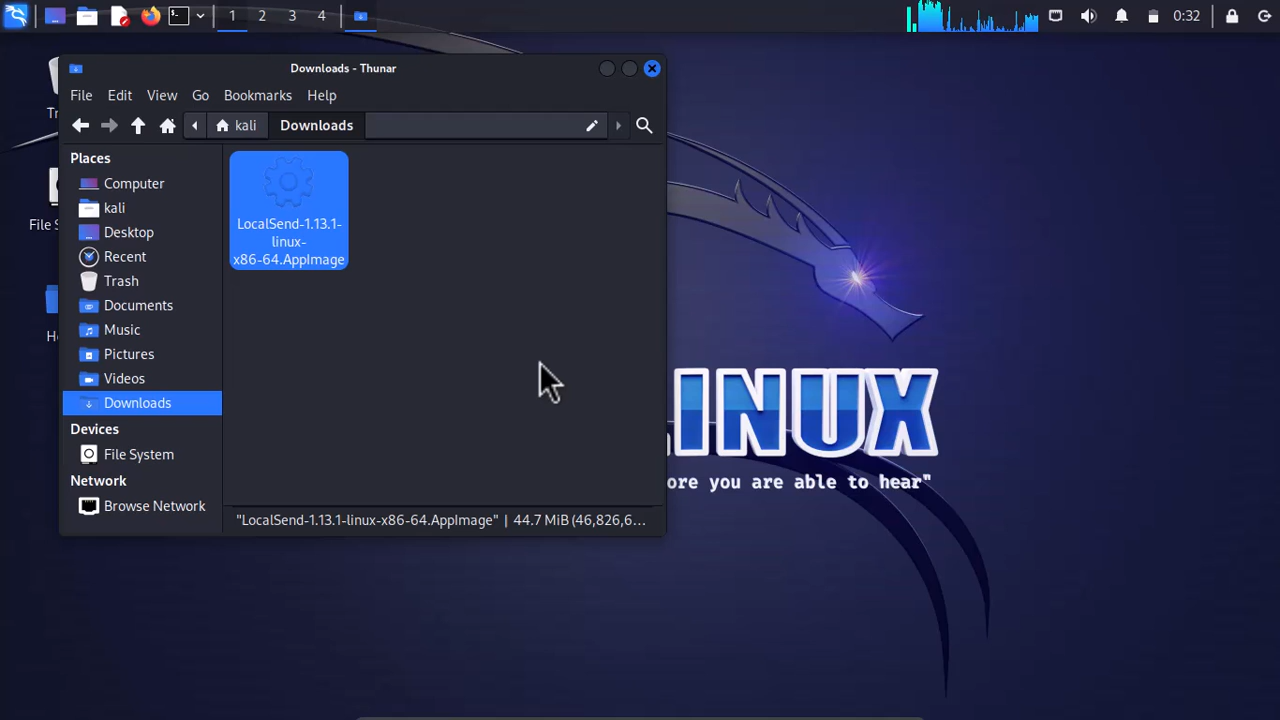 1 2 3 4
0:32
Downloads - Thunar
File Edit View Go Bookmarks Help
kali Downloads
Places
Computer
kali
Desktop
Recent
Trash
Documents
Music
Pictures
Videos
Downloads
Devices
File System
Network
Browse Network
LocalSend-1.13.1-
linux-
x86-64.AppImage
"LocalSend-1.13.1-linux-x86-64.AppImage" | 44.7 MiB (46,826,6...
Tr
File S
INUX
ore you are able to hear"